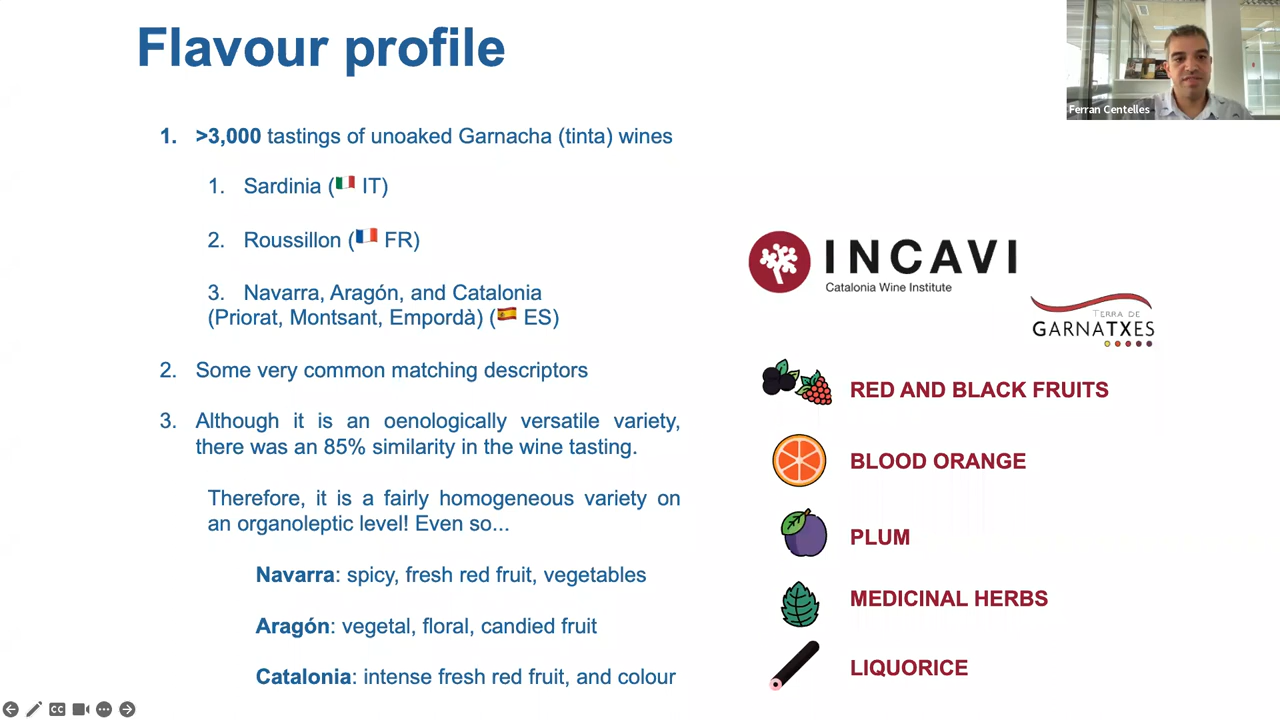 Flavour profile
Ferran Centelles
1. >3,000 tastings of unoaked Garnacha (tinta) wines
1. Sardinia (🇮🇹 IT)
2. Roussillon (🇫🇷 FR)
3. Navarra, Aragón, and Catalonia
(Priorat, Montsant, Empordà) (🇪🇸 ES)
2. Some very common matching descriptors
3. Although it is an oenologically versatile variety,
there was an 85% similarity in the wine tasting.
Therefore, it is a fairly homogeneous variety on
an organoleptic level! Even so...
Navarra: spicy, fresh red fruit, vegetables
Aragón: vegetal, floral, candied fruit
Catalonia: intense fresh red fruit, and colour
INCAVI
Catalonia Wine Institute
TERRA DE
GARNATXES
RED AND BLACK FRUITS
BLOOD ORANGE
PLUM
MEDICINAL HERBS
LIQUORICE
CC